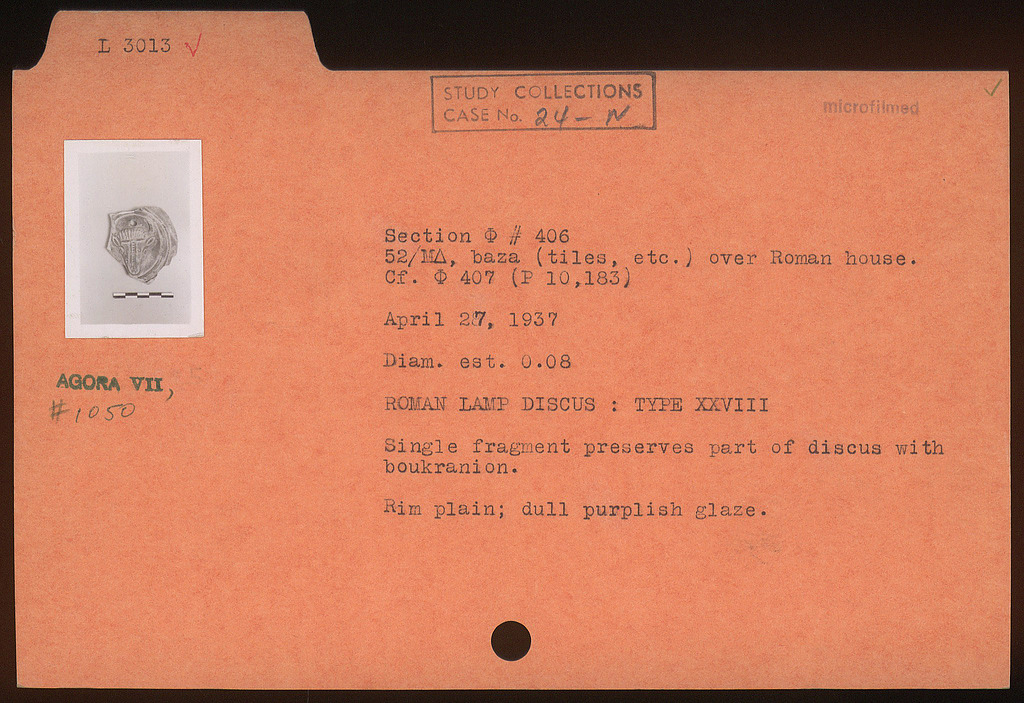 L 3013 ✓
STUDY COLLECTIONS
CASE No. 24 - N
microfilmed
✓
Section Φ # 406
52/ΜΔ, baza (tiles, etc.) over Roman house.
Cf. Φ 407 (P 10,183)
April 27, 1937
Diam. est. 0.08
AGORA VII,
#1050
ROMAN LAMP DISCUS : TYPE XXVIII
Single fragment preserves part of discus with
boukranion.
Rim plain; dull purplish glaze.